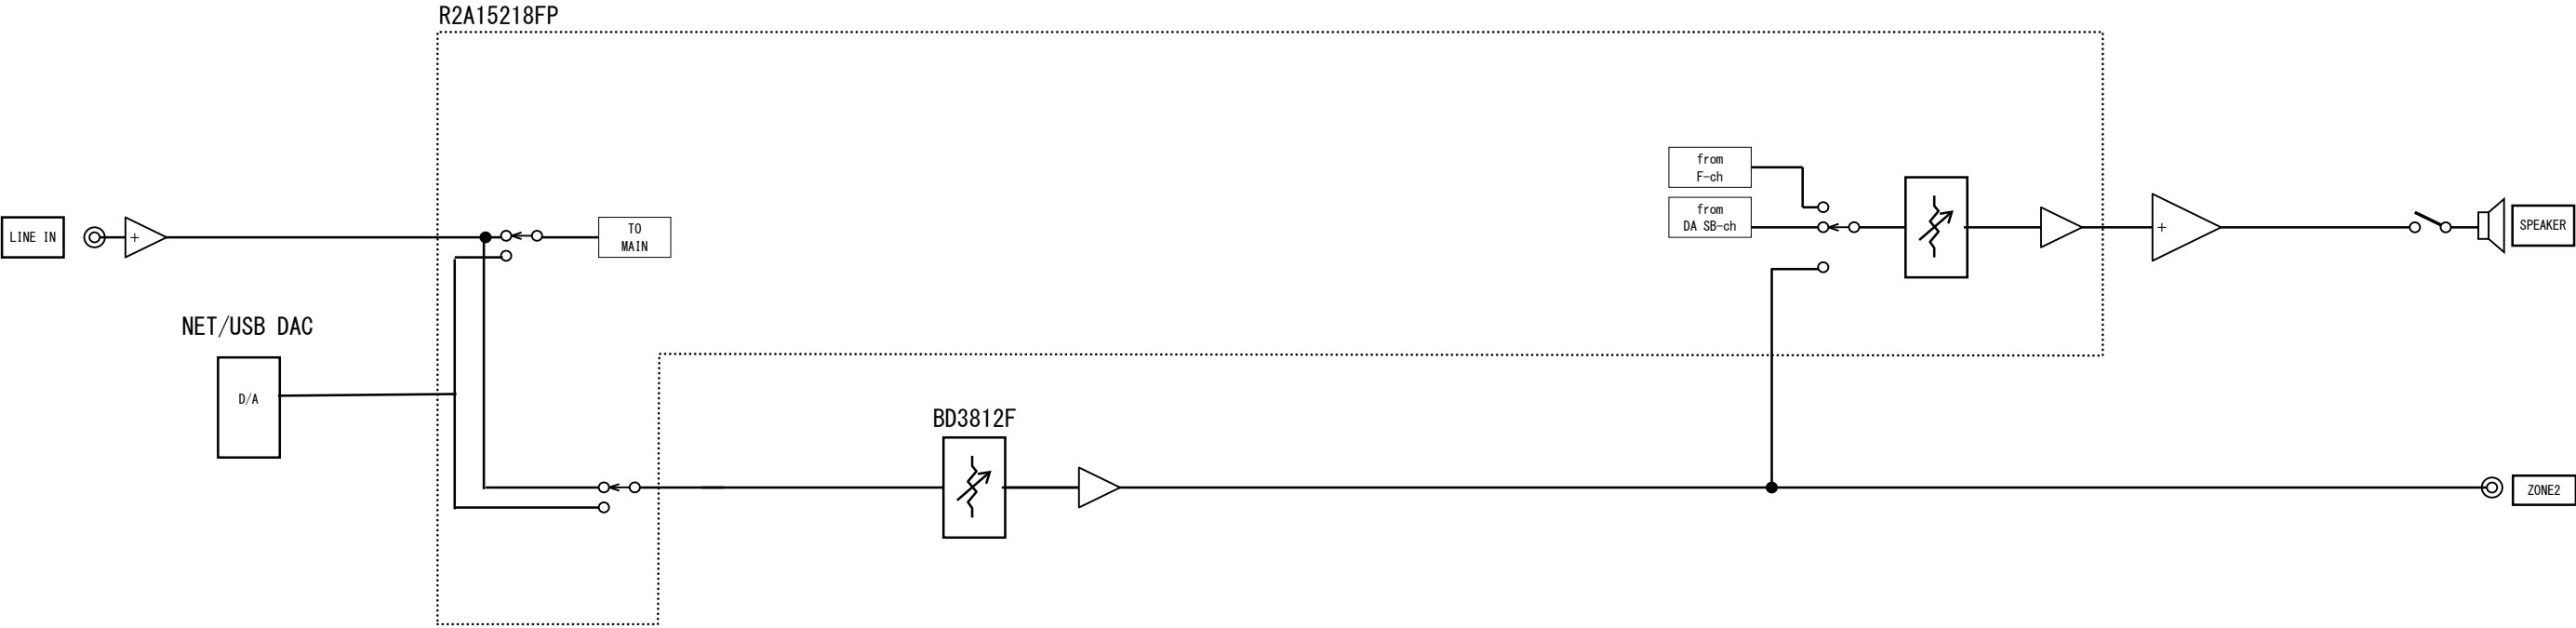 R2A15218FP
from
F-ch
from
DA SB-ch
LINE IN
+
TO
MAIN
+
SPEAKER
NET/USB DAC
D/A
BD3812F
ZONE2